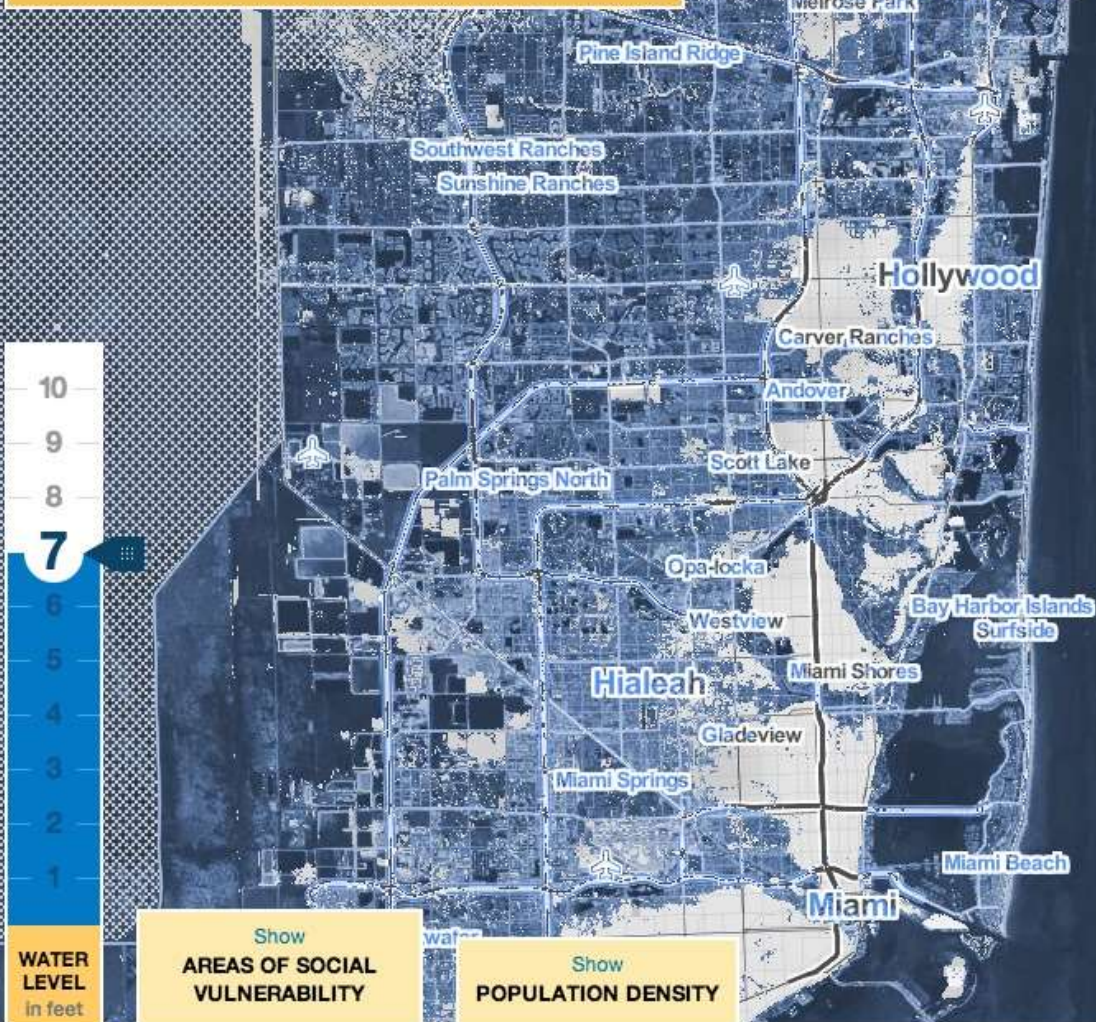 Melrose Park
Pine Island Ridge
Southwest Ranches
Sunshine Ranches
Hollywood
Carver Ranches
10
Andover
9
Scott Lake
8
Palm Springs North
7
Opa-locka
6
Bay Harbor Islands
Surfside
Westview
5
Miami Shores
Hialeah
4
Gladeview
3
Miami Springs
2
1
Miami Beach
Miami
WATER
LEVEL
in feet
Show
AREAS OF SOCIAL
VULNERABILITY
Show
POPULATION DENSITY